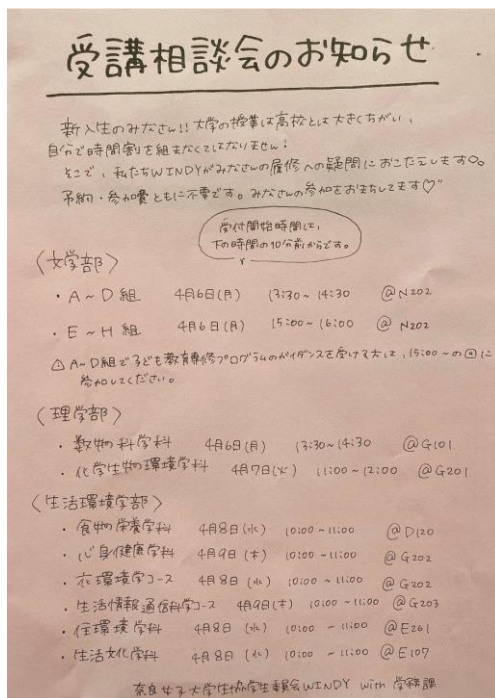 受講相談会のお知らせ
新入生のみなさん!! 大学の授業は高校とは大きくちがい、
自分で時間割を組まなくてはなりません!
そこで、私たちWINDYがみなさんの履修への疑問におこたえします♡。
予約・参加費ともに不要です。みなさんの参加をおまちしてます♡"
受付開始時間は、
下の時間の10分前からです。
〈文学部〉
・A~D組 4月6日(月) 13:30~14:30 @N202
・E~H組 4月6日(月) 15:00~16:00 @N202
⚠A~D組で子ども教育専修プログラムのガイダンスを受ける方は、15:00~の回に
参加してください。
〈理学部〉
・数物科学科 4月6日(月) 13:30~14:30 @G101
・化学生物環境学科 4月7日(火) 11:00~12:00 @G201
〈生活環境学部〉
・食物栄養学科 4月8日(水) 10:00~11:00 @D120
・心身健康学科 4月9日(木) 10:00~11:00 @G202
・衣環境学コース 4月8日(水) 10:00~11:00 @G202
・生活情報通信科学コース 4月9日(木) 10:00~11:00 @G203
・住環境学科 4月8日(水) 10:00~11:00 @E261
・生活文化学科 4月8日(水) 10:00~11:00 @E107
奈良女子大学生協学生委員会WINDY with 学務課